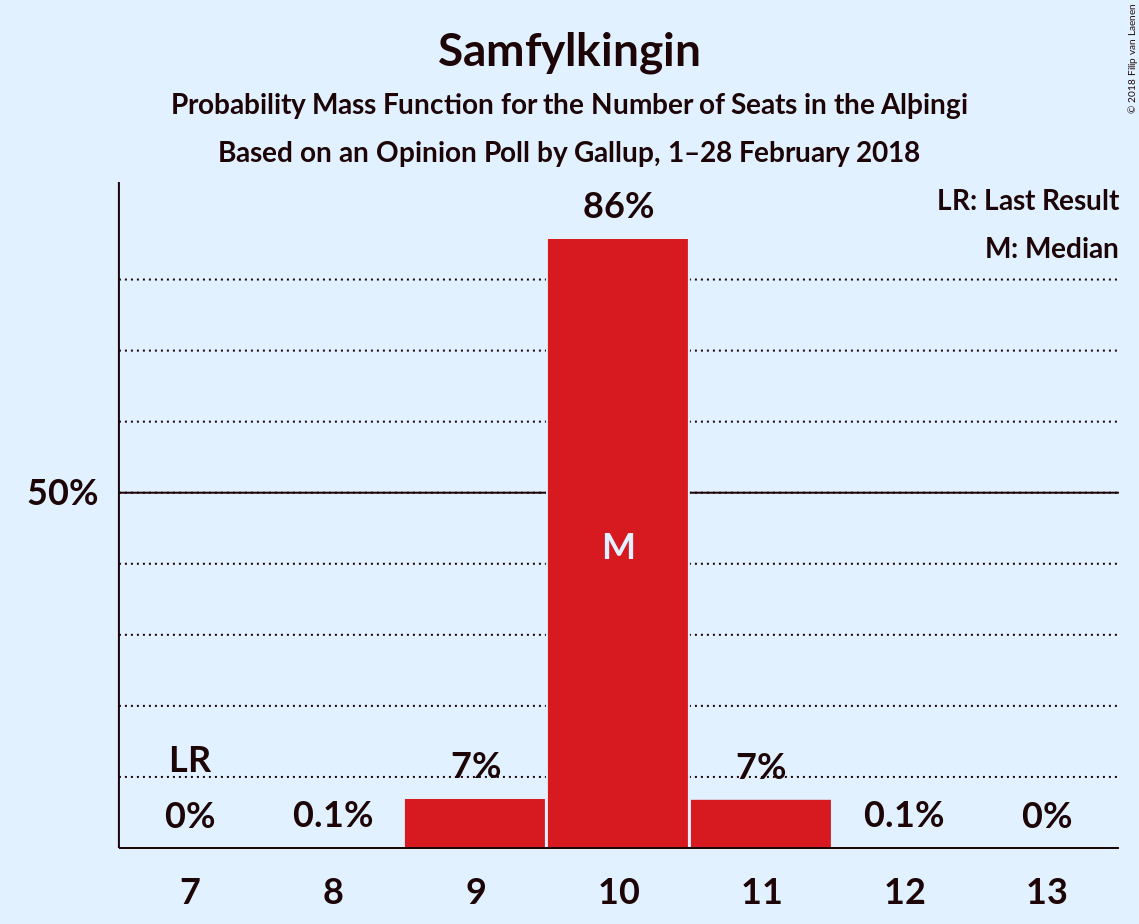 Samfylkingin
Probability Mass Function for the Number of Seats in the Alþingi
Based on an Opinion Poll by Gallup, 1–28 February 2018
© 2018 Filip van Laenen
LR: Last Result
M: Median
86%
50%
M
LR
0%
0.1%
7%
7%
0.1%
0%
7 8 9 10 11 12 13